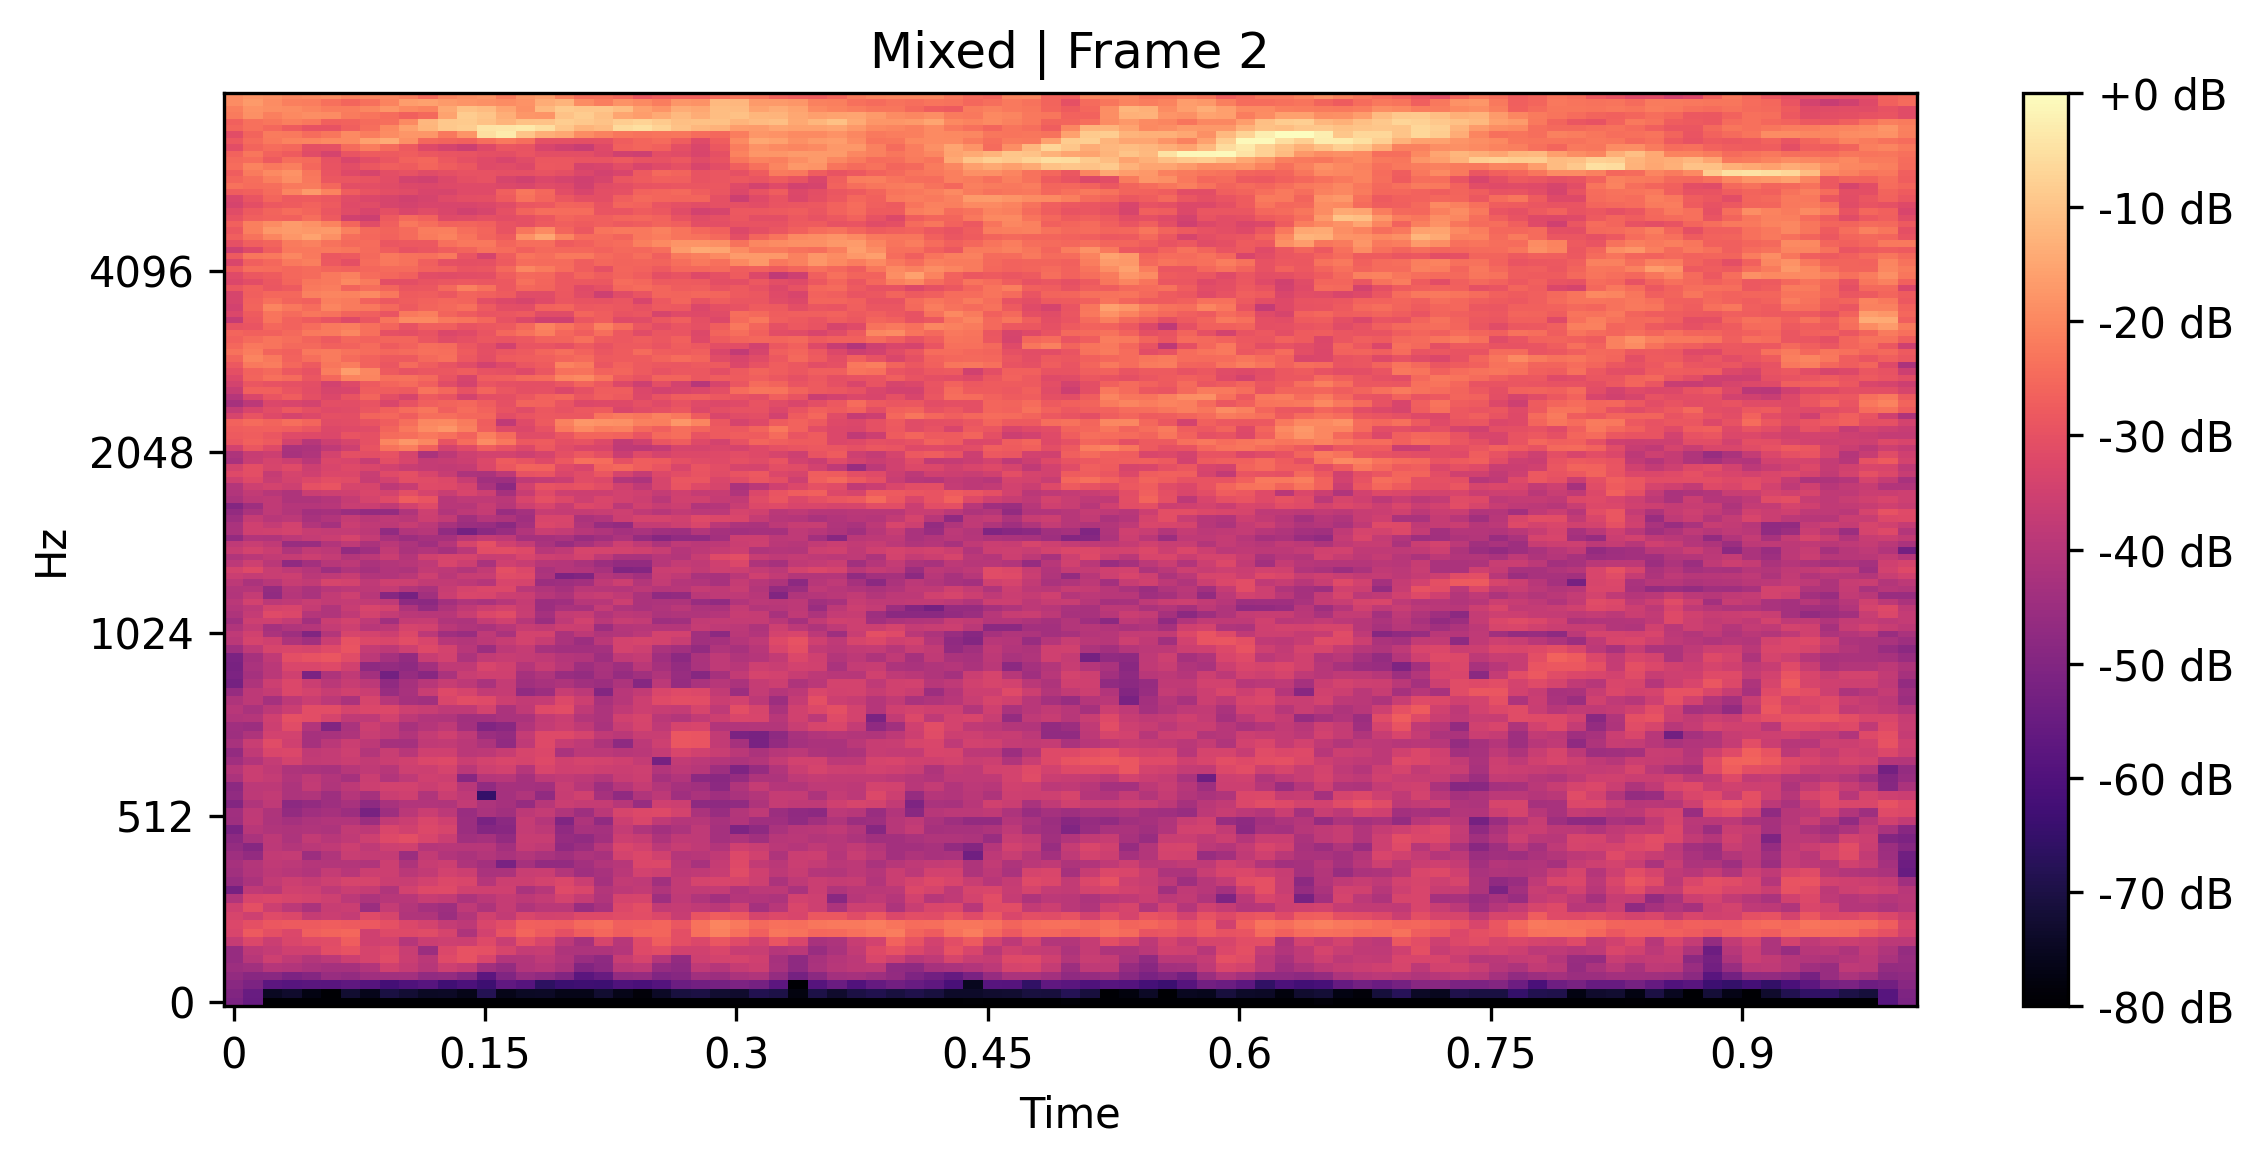 Mixed | Frame 2
Hz
4096
2048
1024
512
0
0 0.15 0.3 0.45 0.6 0.75 0.9
Time
+0 dB
-10 dB
-20 dB
-30 dB
-40 dB
-50 dB
-60 dB
-70 dB
-80 dB